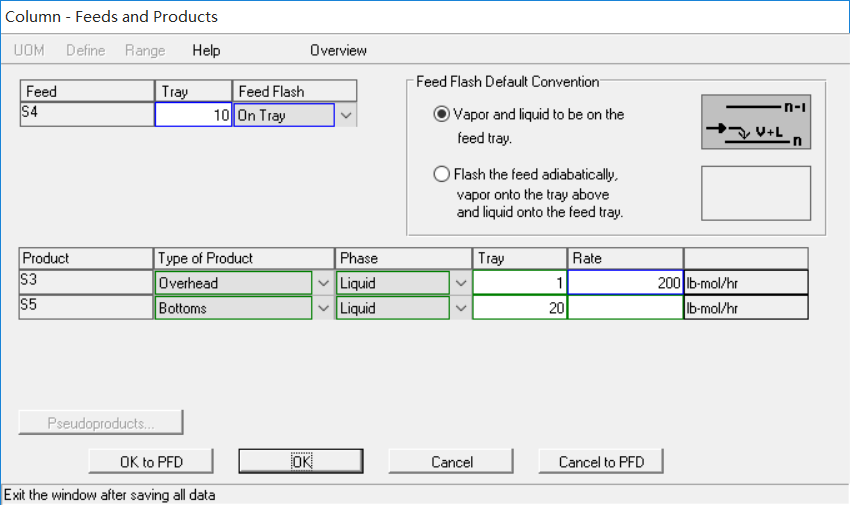 Column - Feeds and Products
UOM Define Range Help Overview
Feed Tray Feed Flash
S4 10 On Tray
Feed Flash Default Convention
Vapor and liquid to be on the
feed tray.
n-1
V+L
n
Flash the feed adiabatically,
vapor onto the tray above
and liquid onto the feed tray.
Product Type of Product Phase Tray Rate
S3 Overhead Liquid 1 200 lb-mol/hr
S5 Bottoms Liquid 20 lb-mol/hr
Pseudoproducts...
OK to PFD OK Cancel Cancel to PFD
Exit the window after saving all data